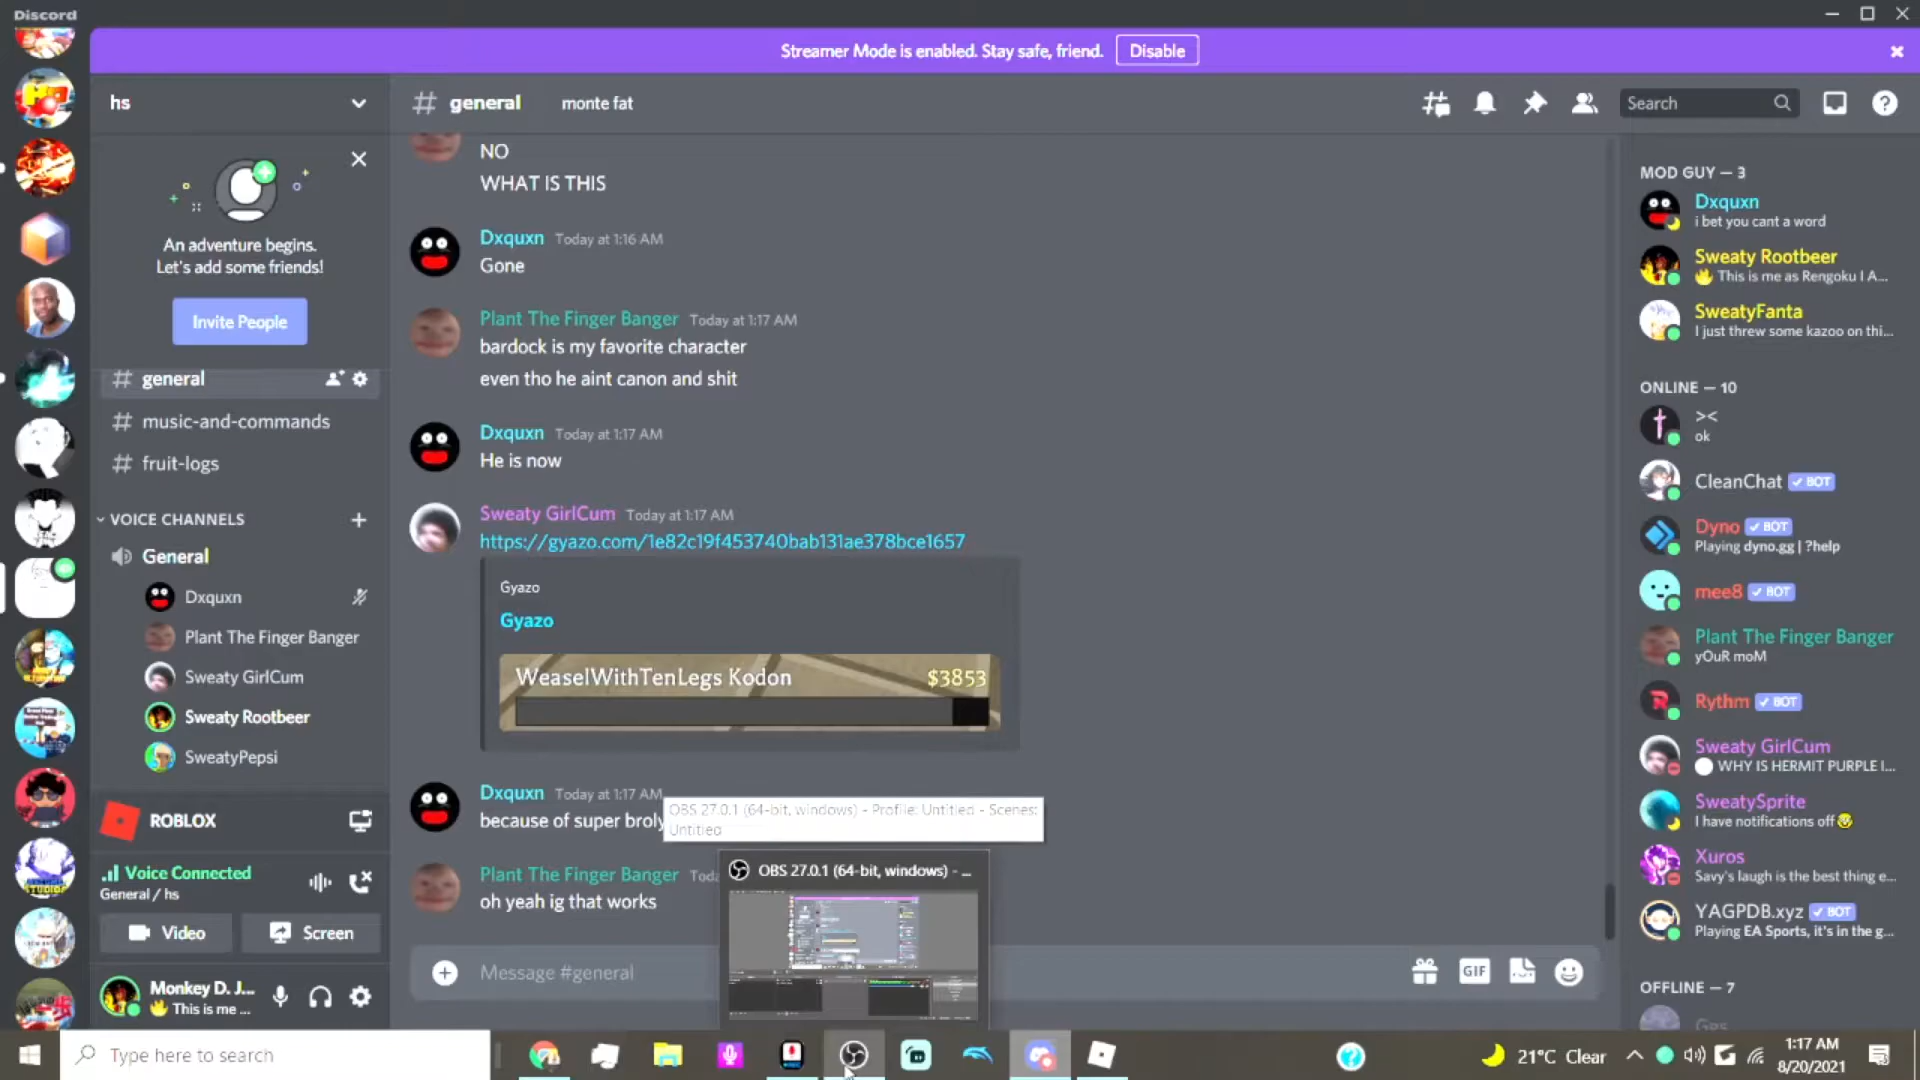 Discord
Streamer Mode is enabled. Stay safe, friend.
Disable
hs
general
monte fat
Search
An adventure begins.
Let's add some friends!
Invite People
general
music-and-commands
fruit-logs
VOICE CHANNELS
General
Dxquxn
Plant The Finger Banger
Sweaty GirlCum
Sweaty Rootbeer
SweatyPepsi
ROBLOX
Voice Connected
General / hs
Video
Screen
Monkey D. J...
This is me ...
NO
WHAT IS THIS
Dxquxn Today at 1:16 AM
Gone
Plant The Finger Banger Today at 1:17 AM
bardock is my favorite character
even tho he aint canon and shit
Dxquxn Today at 1:17 AM
He is now
Sweaty GirlCum Today at 1:17 AM
https://gyazo.com/1e82c19f453740bab131ae378bce1657
Gyazo
Gyazo
WeaselWithTenLegs Kodon $3853
Dxquxn Today at 1:17 AM
because of super broly
OBS 27.0.1 (64-bit, windows) - Profile: Untitled - Scenes:
Untitled
Plant The Finger Banger Toda
oh yeah ig that works
OBS 27.0.1 (64-bit, windows) - ...
Message #general
GIF
MOD GUY — 3
Dxquxn
i bet you cant a word
Sweaty Rootbeer
This is me as Rengoku I A...
SweatyFanta
I just threw some kazoo on thi...
ONLINE — 10
><
ok
CleanChat BOT
Dyno BOT
Playing dyno.gg | ?help
mee8 BOT
Plant The Finger Banger
yOuR moM
Rythm BOT
Sweaty GirlCum
WHY IS HERMIT PURPLE I...
SweatySprite
I have notifications off
Xuros
Savy's laugh is the best thing e...
YAGPDB.xyz BOT
Playing EA Sports, it's in the g...
OFFLINE — 7
Type here to search
21°C Clear
1:17 AM
8/20/2021